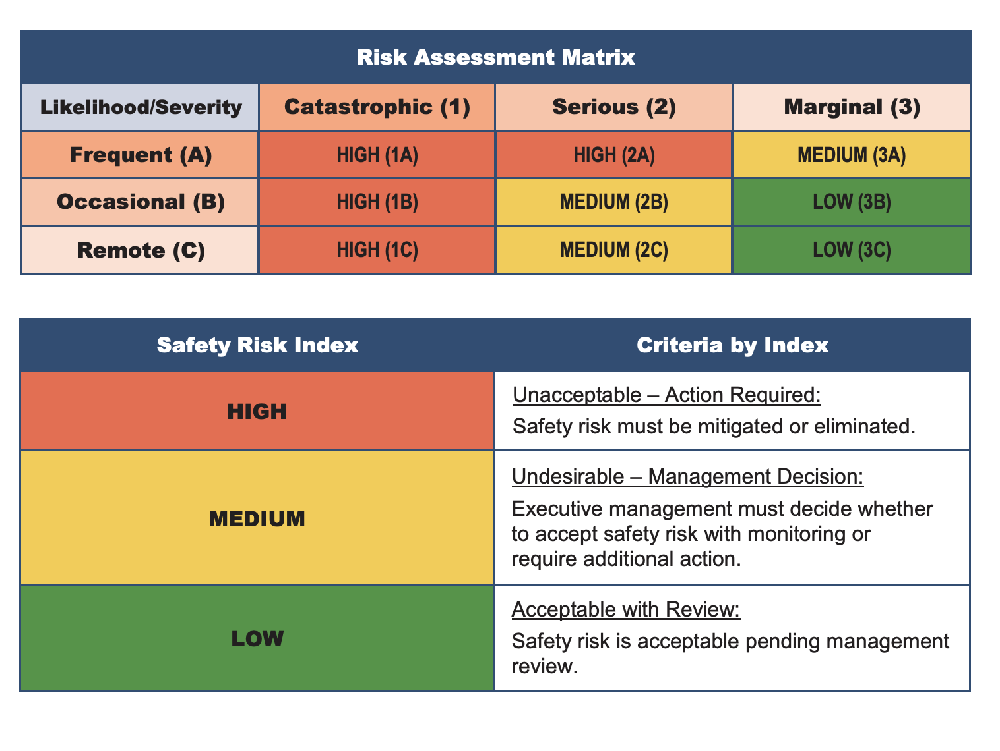 Risk Assessment Matrix
Likelihood/Severity Catastrophic (1) Serious (2) Marginal (3)
Frequent (A) HIGH (1A) HIGH (2A) MEDIUM (3A)
Occasional (B) HIGH (1B) MEDIUM (2B) LOW (3B)
Remote (C) HIGH (1C) MEDIUM (2C) LOW (3C)
Safety Risk Index Criteria by Index
HIGH
Unacceptable – Action Required:
Safety risk must be mitigated or eliminated.
MEDIUM
Undesirable – Management Decision:
Executive management must decide whether
to accept safety risk with monitoring or
require additional action.
LOW
Acceptable with Review:
Safety risk is acceptable pending management
review.